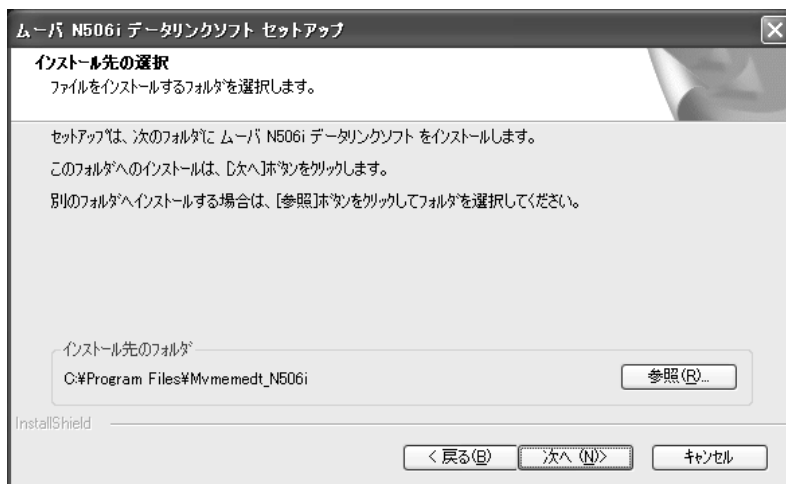 ムーバ N506i データリンクソフト セットアップ
インストール先の選択
ファイルをインストールするフォルダを選択します。
セットアップは、次のフォルダに ムーバ N506i データリンクソフト をインストールします。
このフォルダへのインストールは、[次へ]ボタンをクリックします。
別のフォルダへインストールする場合は、[参照]ボタンをクリックしてフォルダを選択してください。
インストール先のフォルダ
C:¥Program Files¥Mvmemedt_N506i
参照(R)...
InstallShield
< 戻る(B)
次へ (N)>
キャンセル